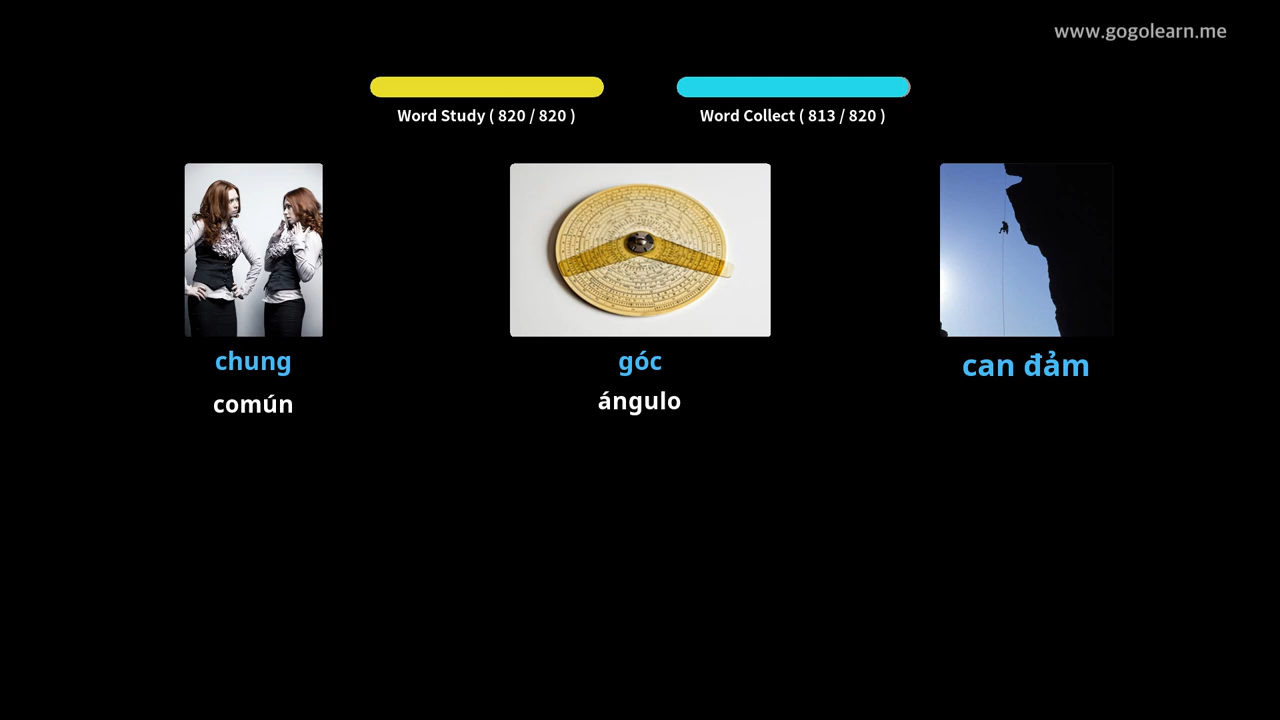 www.gogolearn.me
Word Study ( 820 / 820 )
Word Collect ( 813 / 820 )
chung
común
góc
ángulo
can đảm